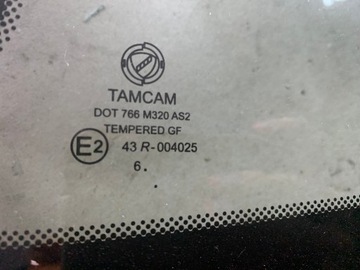 TAMCAM
DOT 766 M320 AS2
TEMPERED GF
E2 43 R-004025
6.